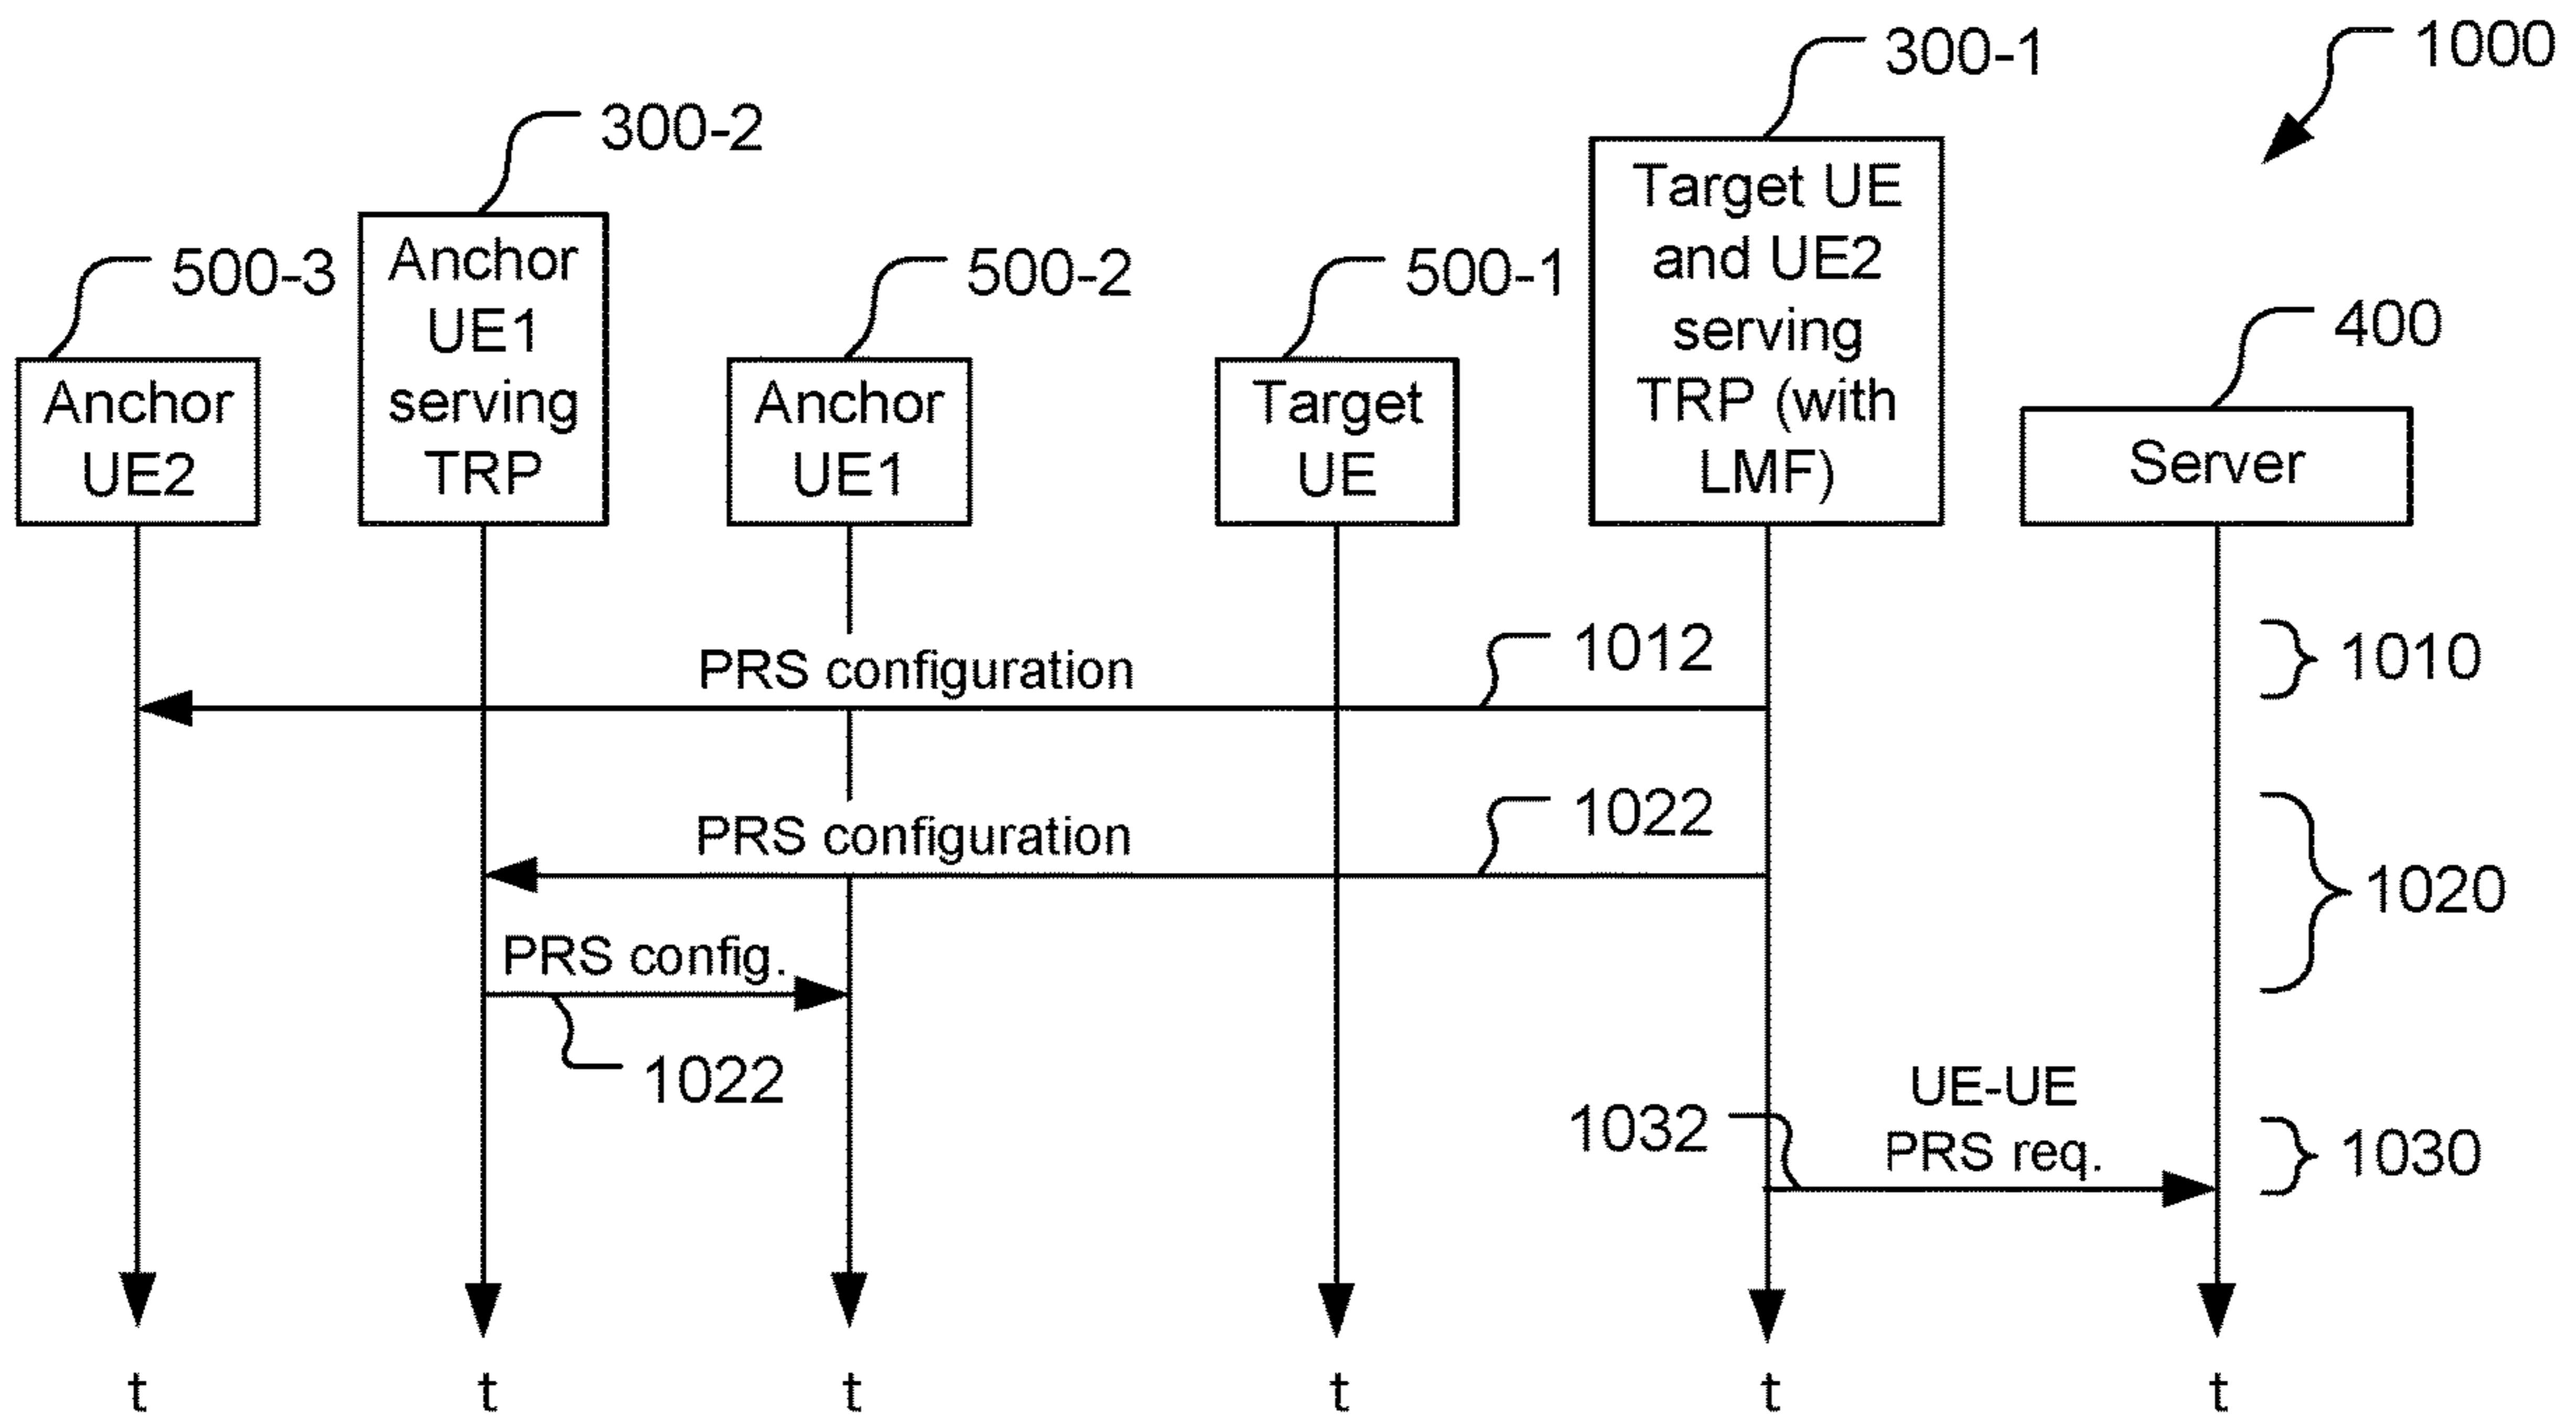 1000
300-1
300-2
Target UE
and UE2
serving
TRP (with
LMF)
Anchor
UE1
serving
TRP
500-3
500-2
500-1
400
Anchor
UE2
Anchor
UE1
Target
UE
Server
1012
PRS configuration
1010
1022
PRS configuration
1020
PRS config.
1022
UE-UE
PRS req.
1032
1030
t
t
t
t
t
t